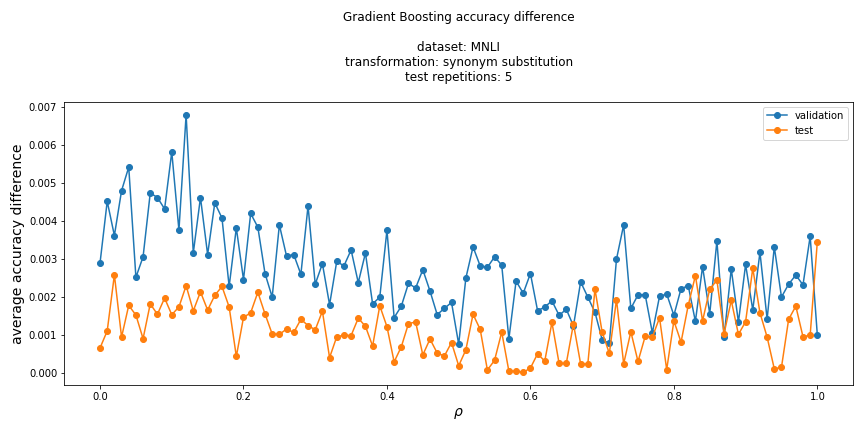 Gradient Boosting accuracy difference
dataset: MNLI
transformation: synonym substitution
test repetitions: 5
0.007
0.006
0.005
0.004
0.003
0.002
0.001
0.000
average accuracy difference
validation
test
0.0
0.2
0.4
0.6
0.8
1.0
ρ